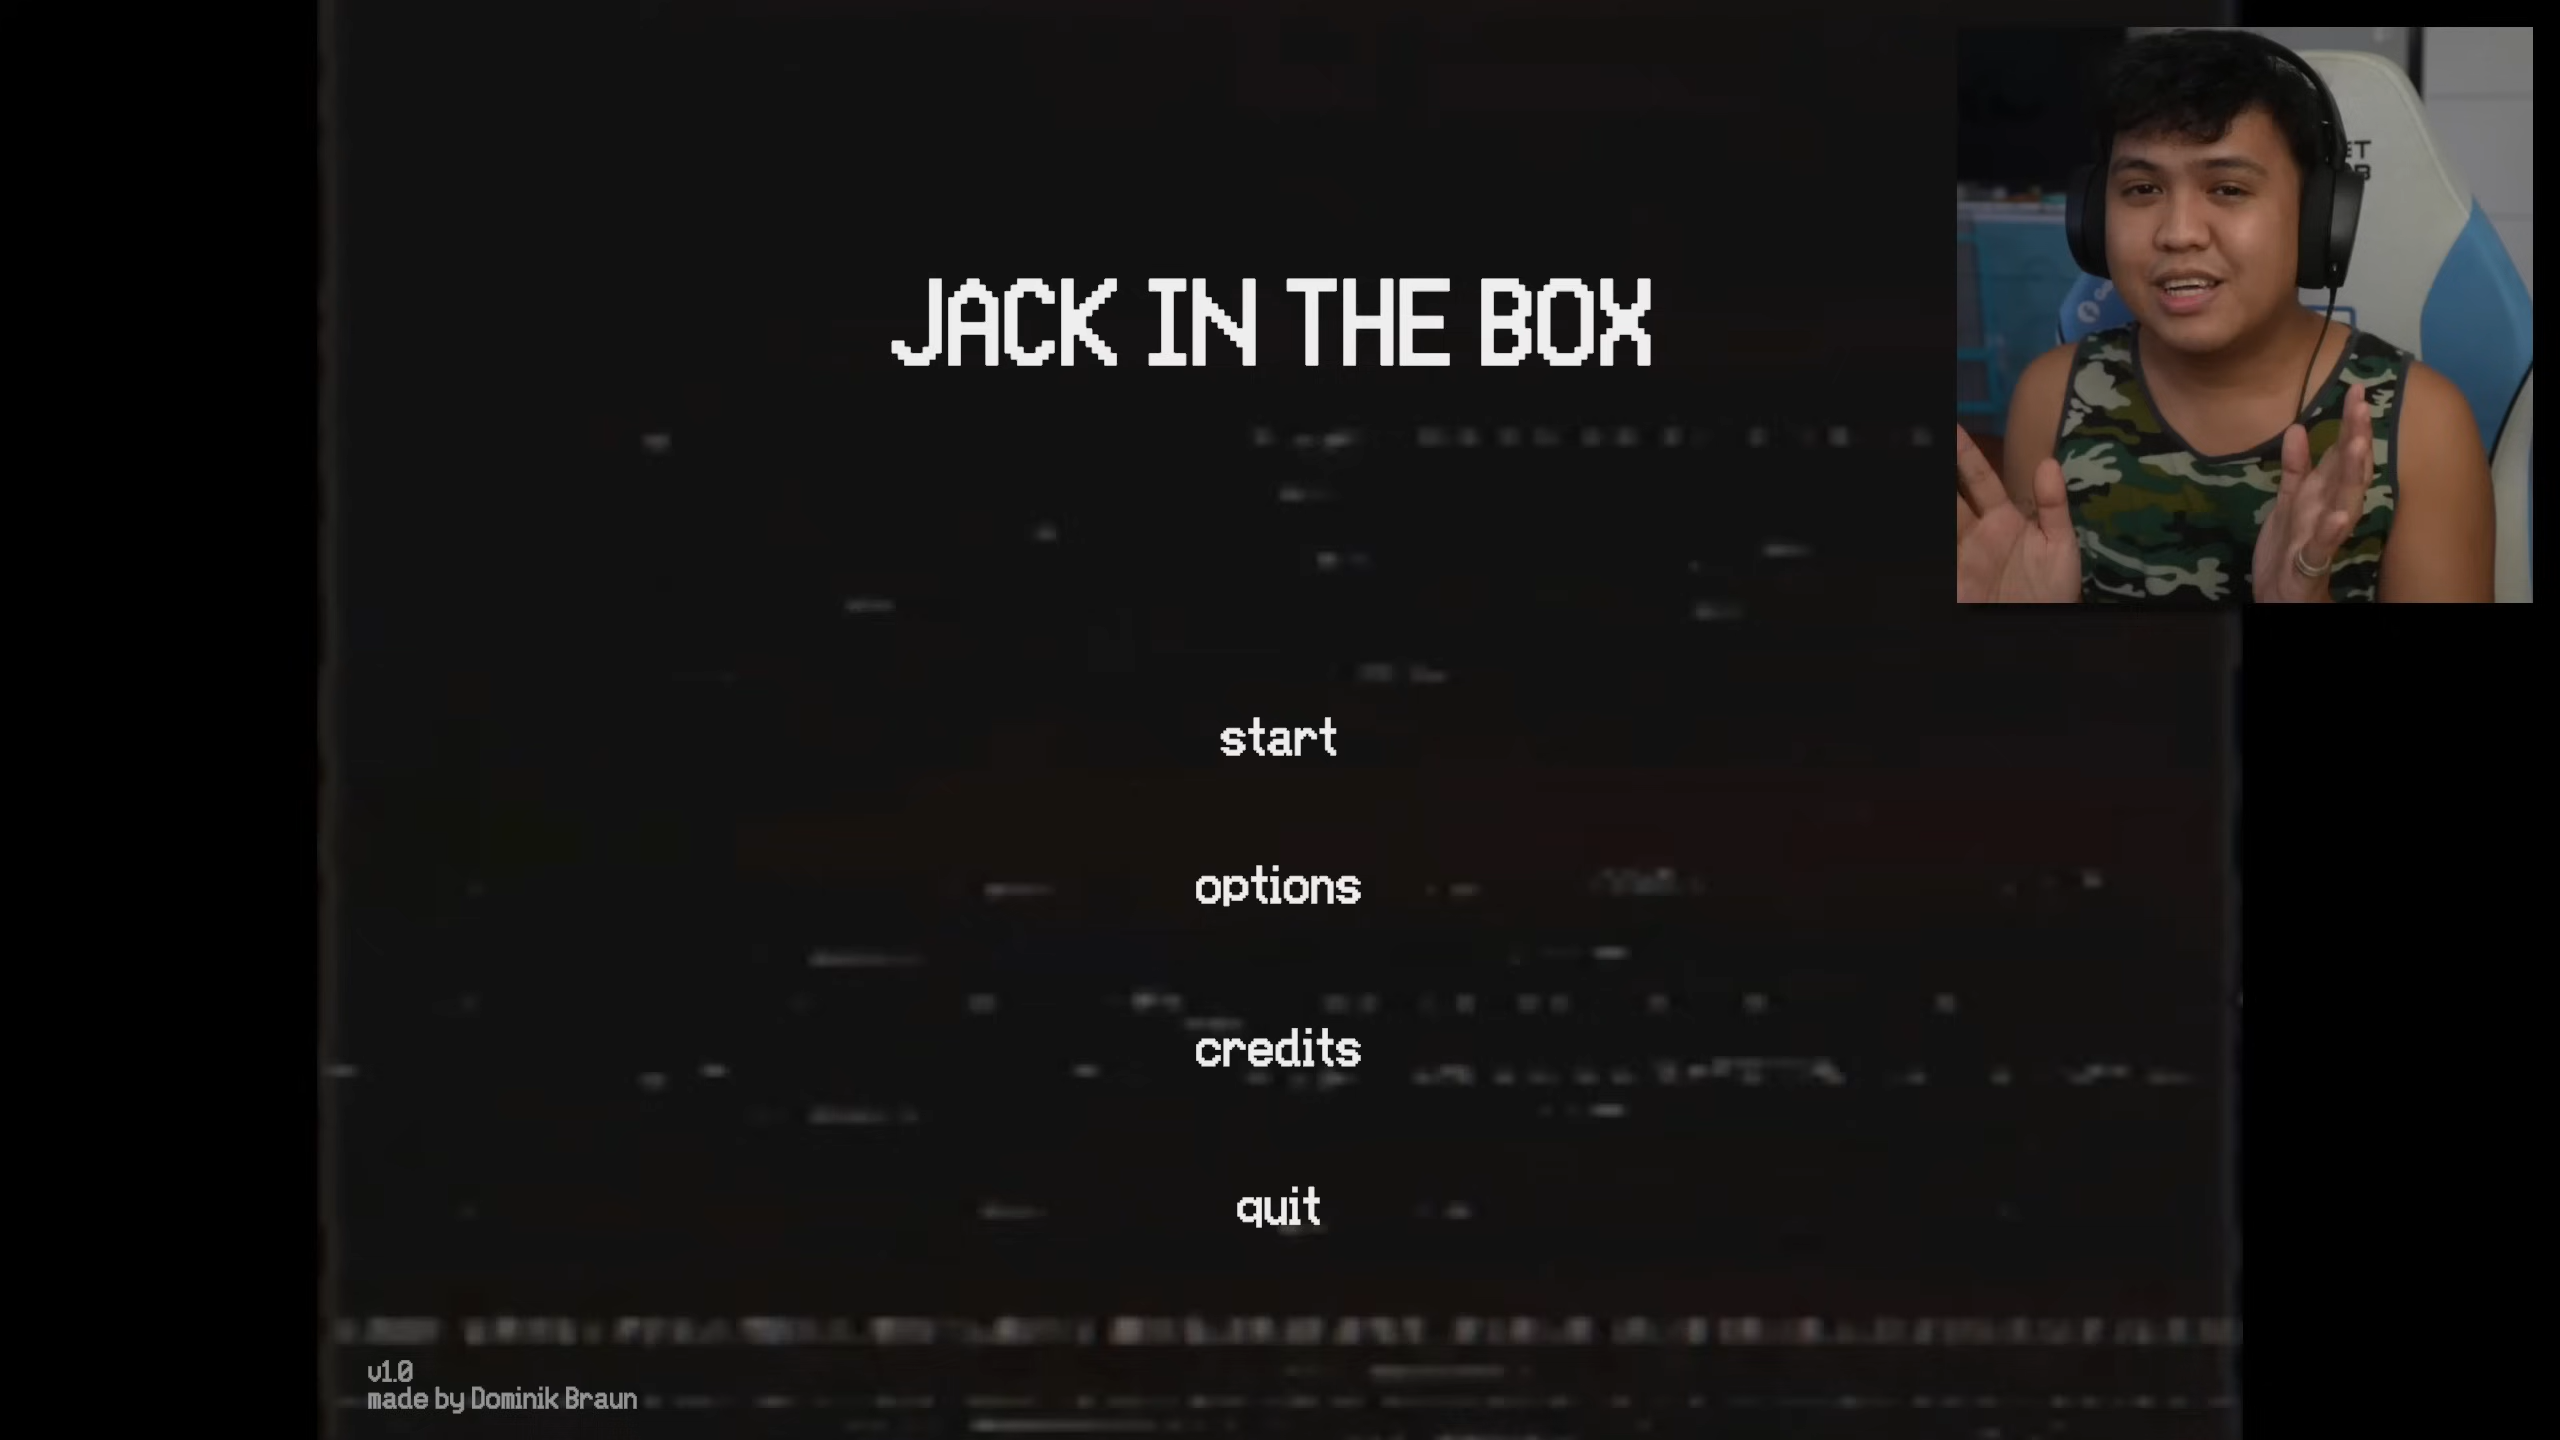 JACK IN THE BOX
start
options
credits
quit
v1.0
made by Dominik Braun